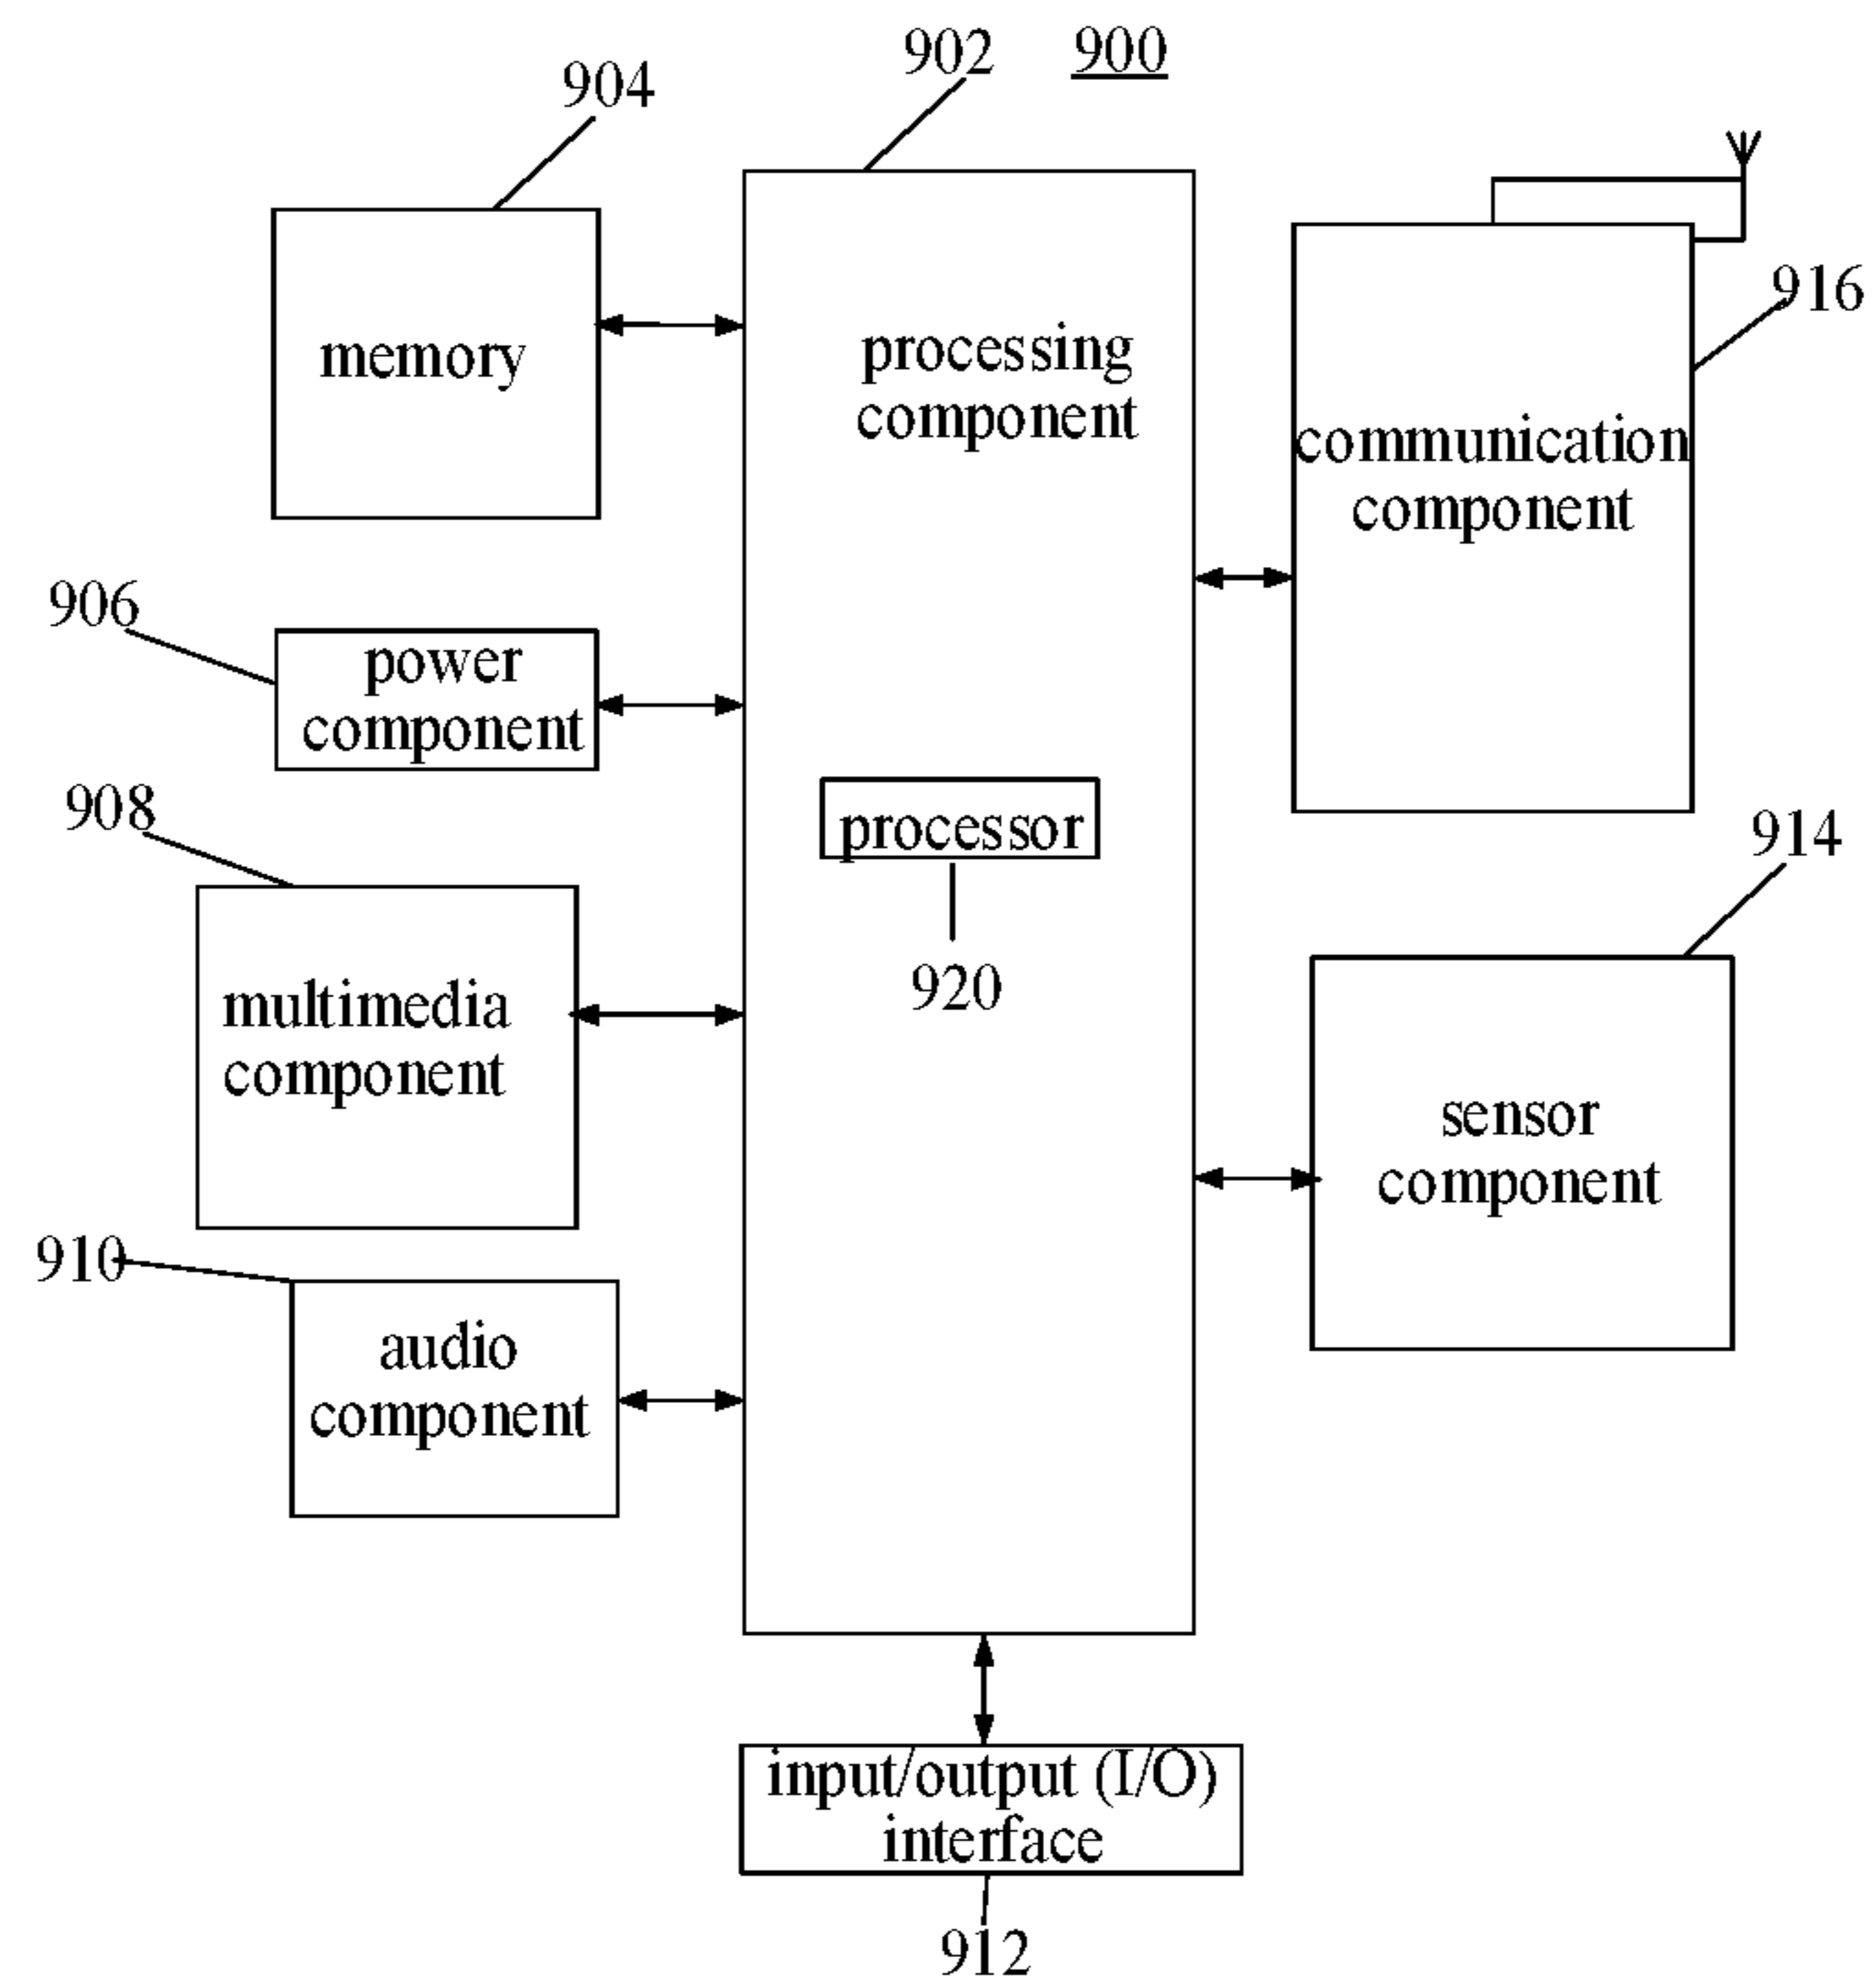 902
900
904
memory
processing
component
916
communication
component
906
power
component
908
processor
914
920
multimedia
component
sensor
component
910
audio
component
input/output (I/O)
interface
912